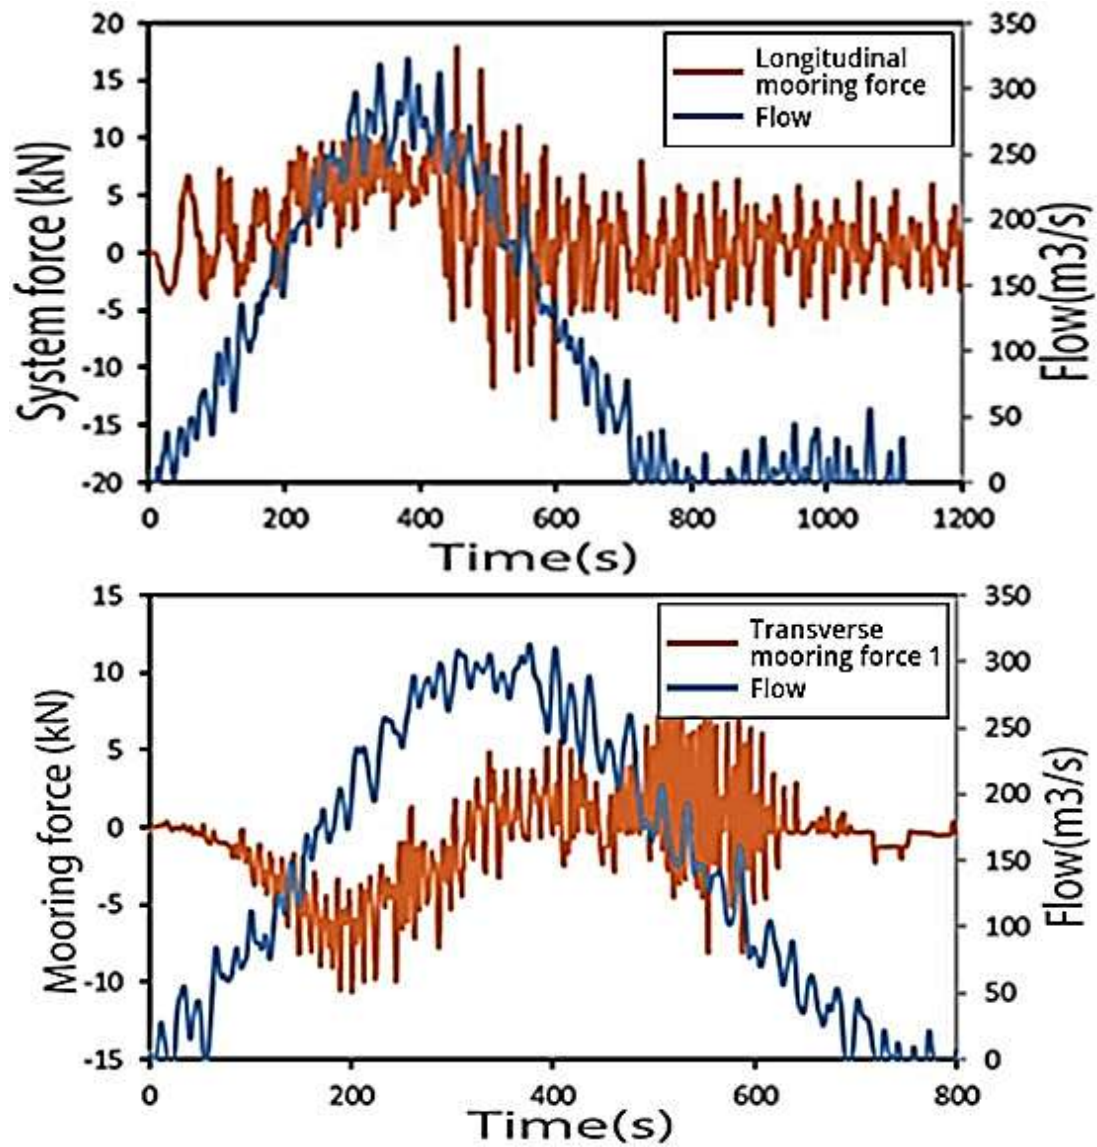 20
15
10
5
0
-5
-10
-15
-20
System force (kN)
Longitudinal
mooring force
Flow
350
300
250
200
150
100
50
0
Flow(m3/s)
0 200 400 600 800 1000 1200
Time(s)
15
10
5
0
-5
-10
-15
Mooring force (kN)
Transverse
mooring force 1
Flow
350
300
250
200
150
100
50
0
Flow(m3/s)
0 200 400 600 800
Time(s)